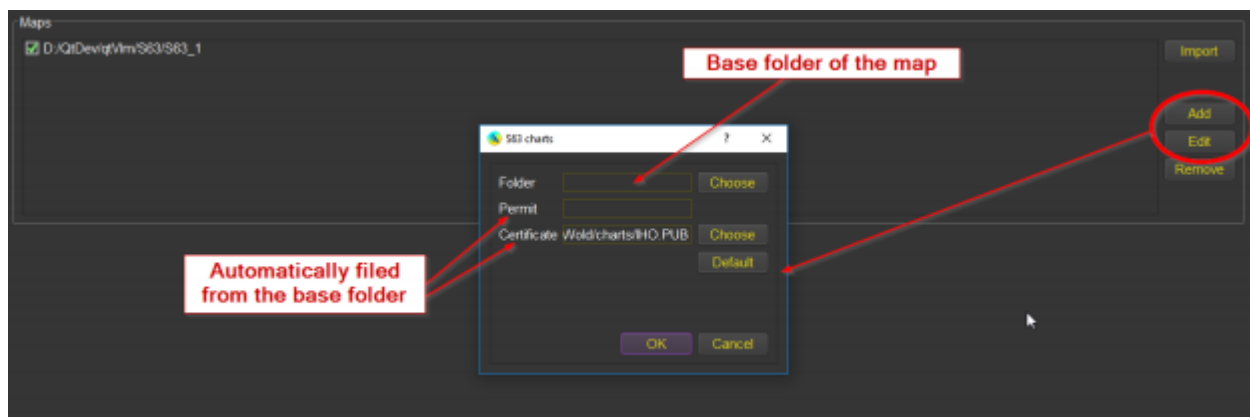 Maps
D:/QtDev/qtVlm/S63/S63_1
Import
Base folder of the map
Add
Edit
Remove
S63 charts ? ×
Folder Choose
Permit
Certificate Wold/charts/IHO.PUB Choose
Default
Automatically filed
from the base folder
OK Cancel